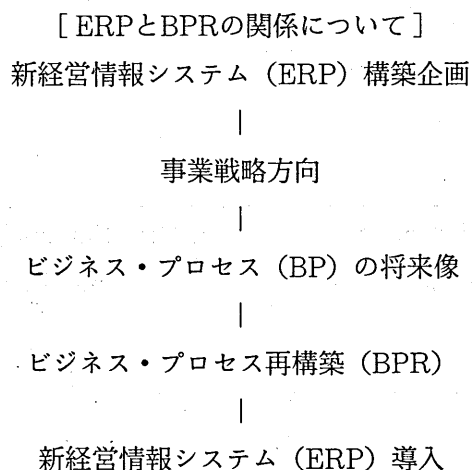 [ERPとBPRの関係について]
新経営情報システム（ERP）構築企画
事業戦略方向
ビジネス・プロセス（BP）の将来像
ビジネス・プロセス再構築（BPR）
新経営情報システム（ERP）導入